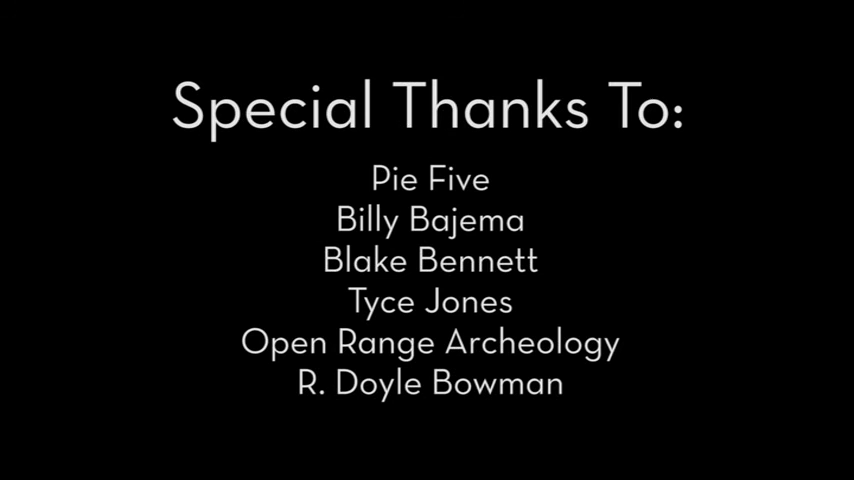 Special Thanks To:
Pie Five
Billy Bajema
Blake Bennett
Tyce Jones
Open Range Archeology
R. Doyle Bowman